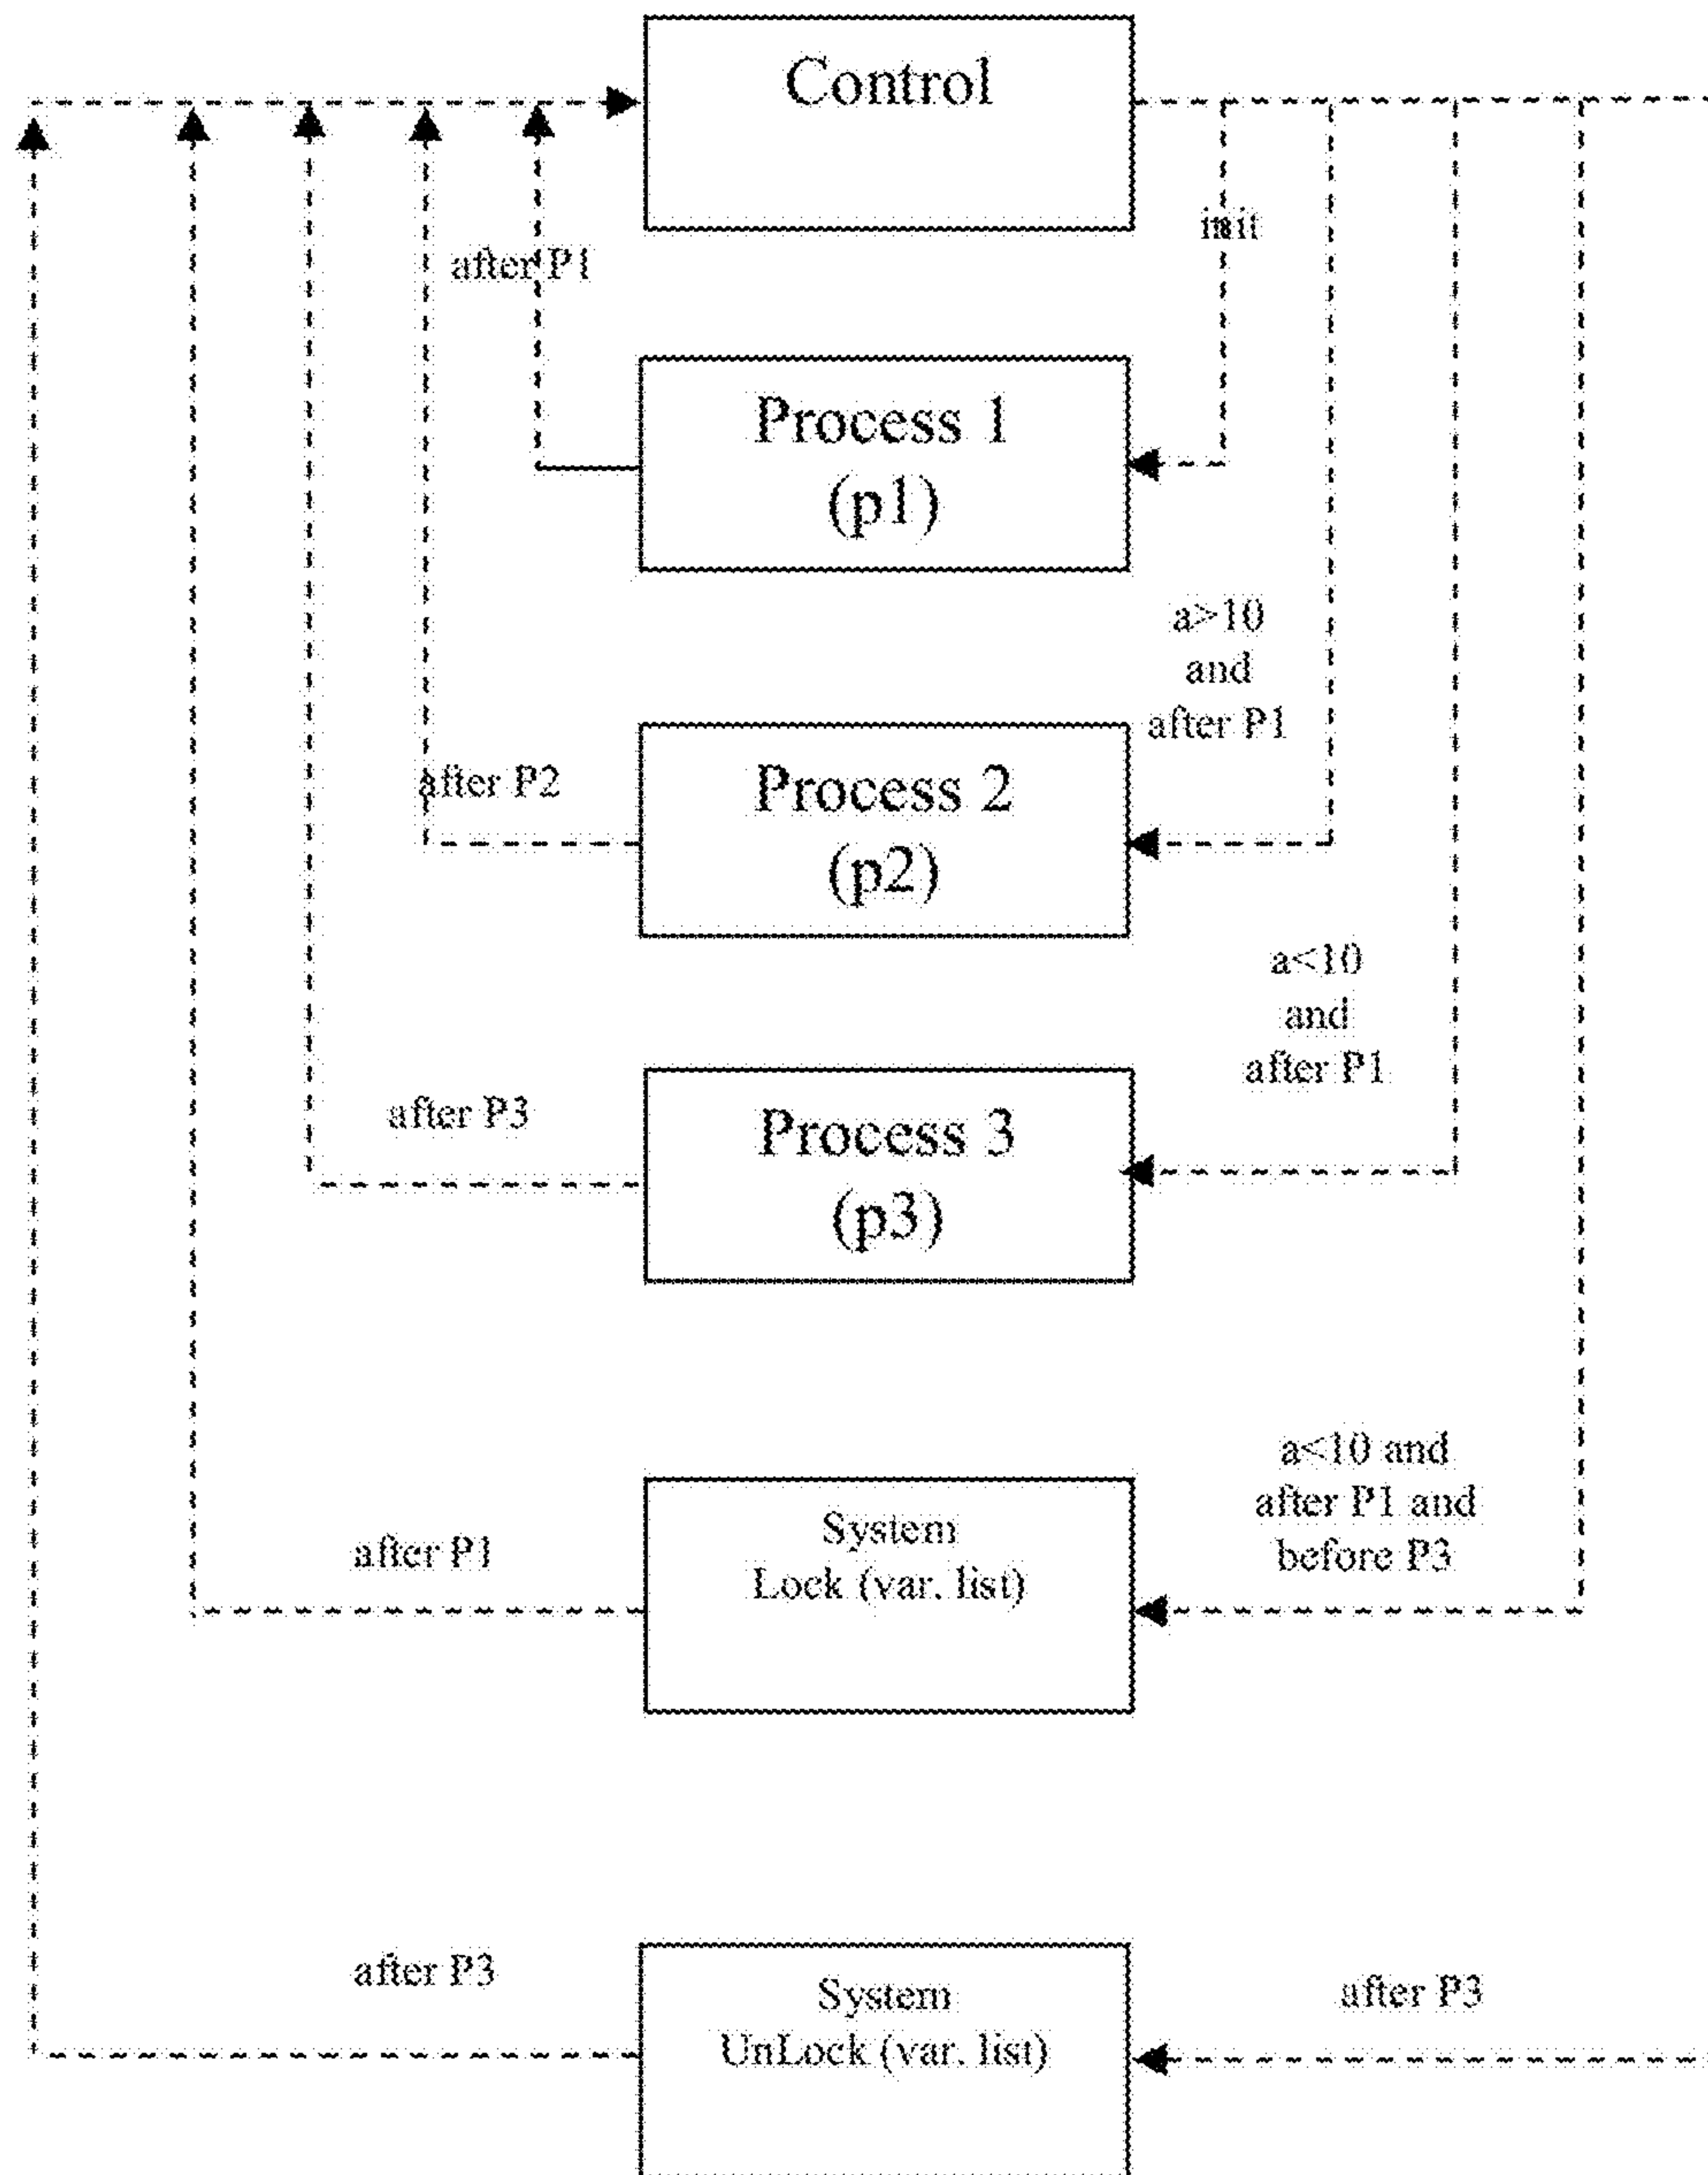 Control
init
after P1
Process 1
(p1)
a>10
and
after P1
after P2
Process 2
(p2)
a<10
and
after P1
after P3
Process 3
(p3)
a<10 and
after P1 and
before P3
after P1
System
Lock (var. list)
after P3
System
UnLock (var. list)
after P3